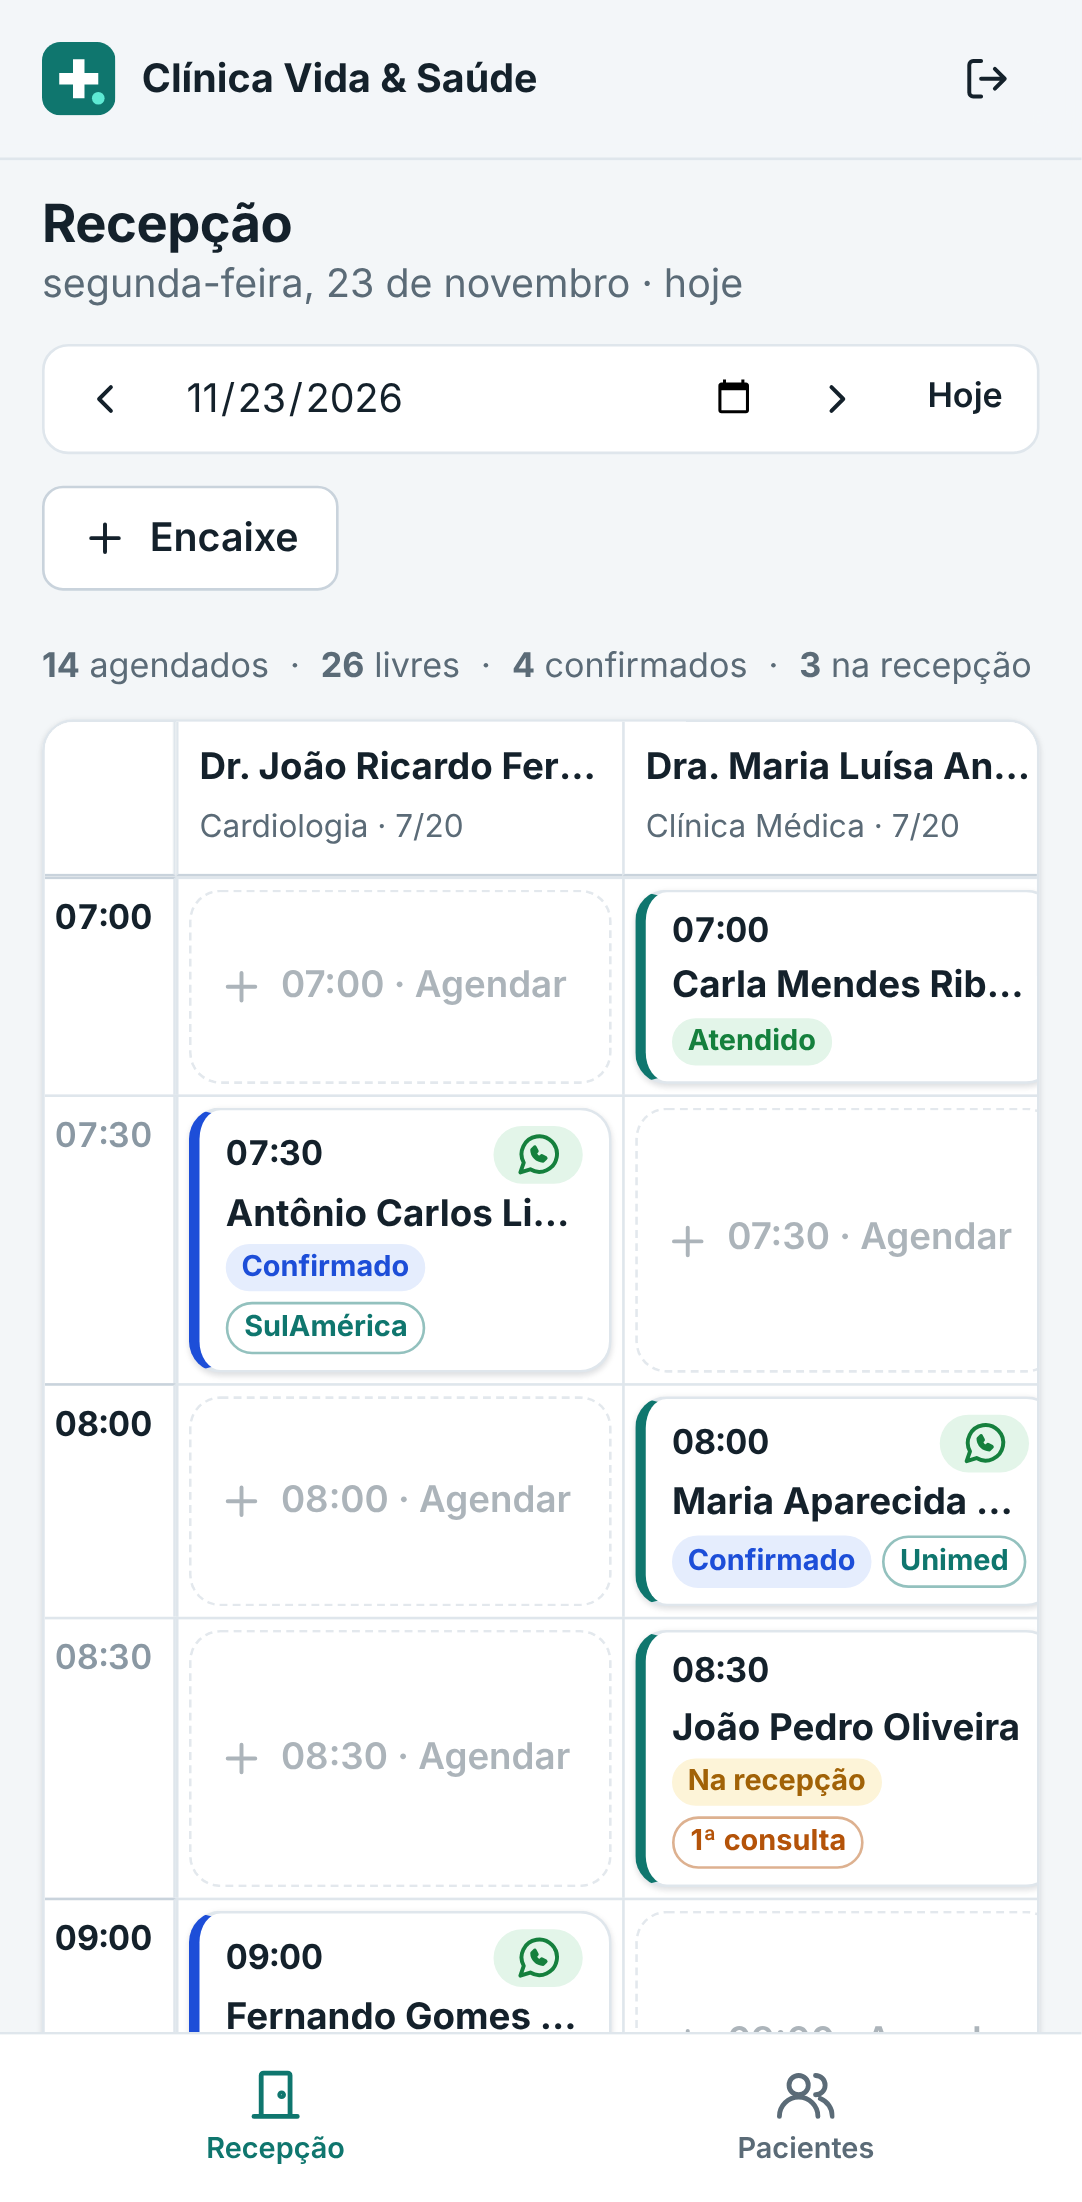 Clínica Vida & Saúde
Recepção
segunda-feira, 23 de novembro · hoje
11/23/2026
Hoje
+ Encaixe
14 agendados · 26 livres · 4 confirmados · 3 na recepção
Dr. João Ricardo Fer...
Cardiologia · 7/20
Dra. Maria Luísa An...
Clínica Médica · 7/20
07:00
+ 07:00 · Agendar
07:00
Carla Mendes Rib...
Atendido
07:30
07:30
Antônio Carlos Li...
Confirmado
SulAmérica
+ 07:30 · Agendar
08:00
+ 08:00 · Agendar
08:00
Maria Aparecida ...
Confirmado Unimed
08:30
+ 08:30 · Agendar
08:30
João Pedro Oliveira
Na recepção
1ª consulta
09:00
09:00
Fernando Gomes ...
Recepção
Pacientes